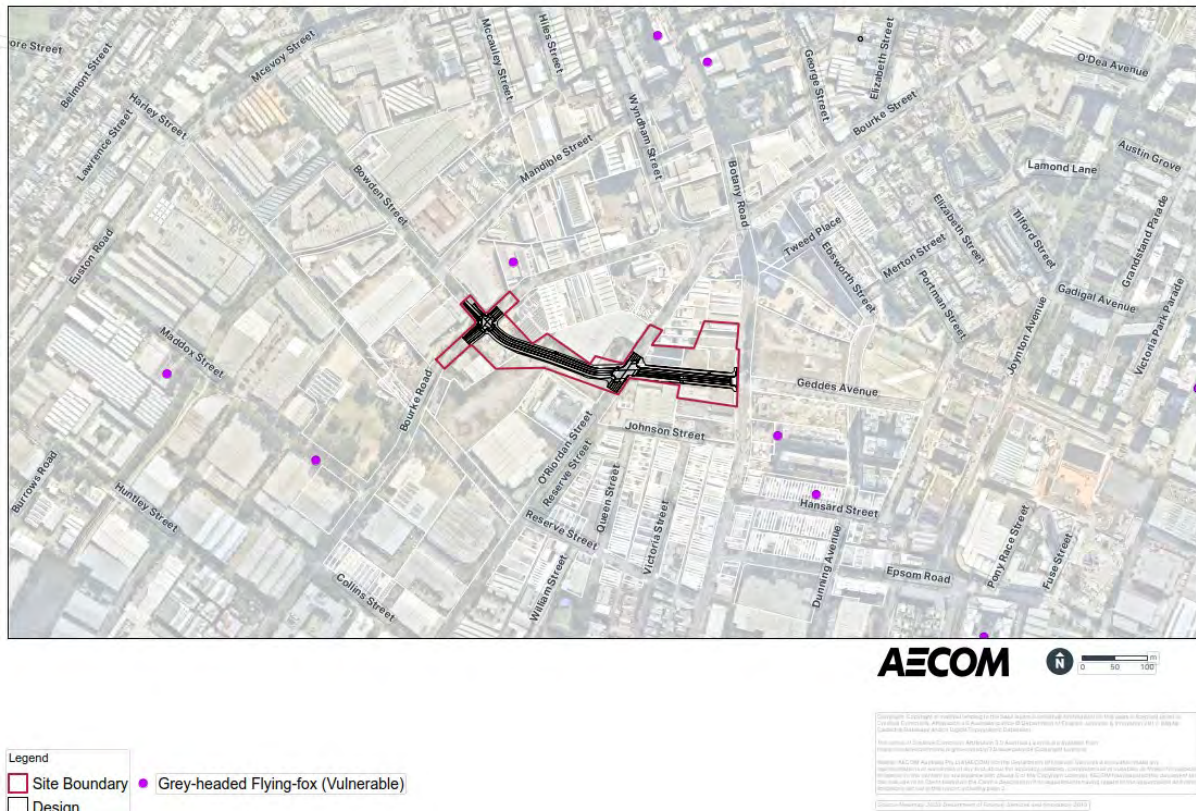 ore Street
Belmont Street
Mcevoy Street
Mccauley Street
Hiles Street
George Street
Elizabeth Street
O'Dea Avenue
Harley Street
Lawrence Street
Wyndham Street
Bourke Street
Mandible Street
Bowden Street
Botany Road
Lamond Lane
Austin Grove
Euston Road
Tweed Place
Elizabeth Street
Tilford Street
Grandstand Parade
Merton Street
Ebsworth Street
Portman Street
Gadigal Avenue
Joynton Avenue
Victoria Park Parade
Maddox Street
Bourke Road
Geddes Avenue
Johnson Street
O'Riordan Street
Reserve Street
Queen Street
Victoria Street
Burrows Road
Huntley Street
Hansard Street
Reserve Street
Pony Race Street
Fuse Street
Epsom Road
Dunning Avenue
Collins Street
William Street
AECOM
N
m
0 50 100
Legend
Site Boundary
Grey-headed Flying-fox (Vulnerable)
Design